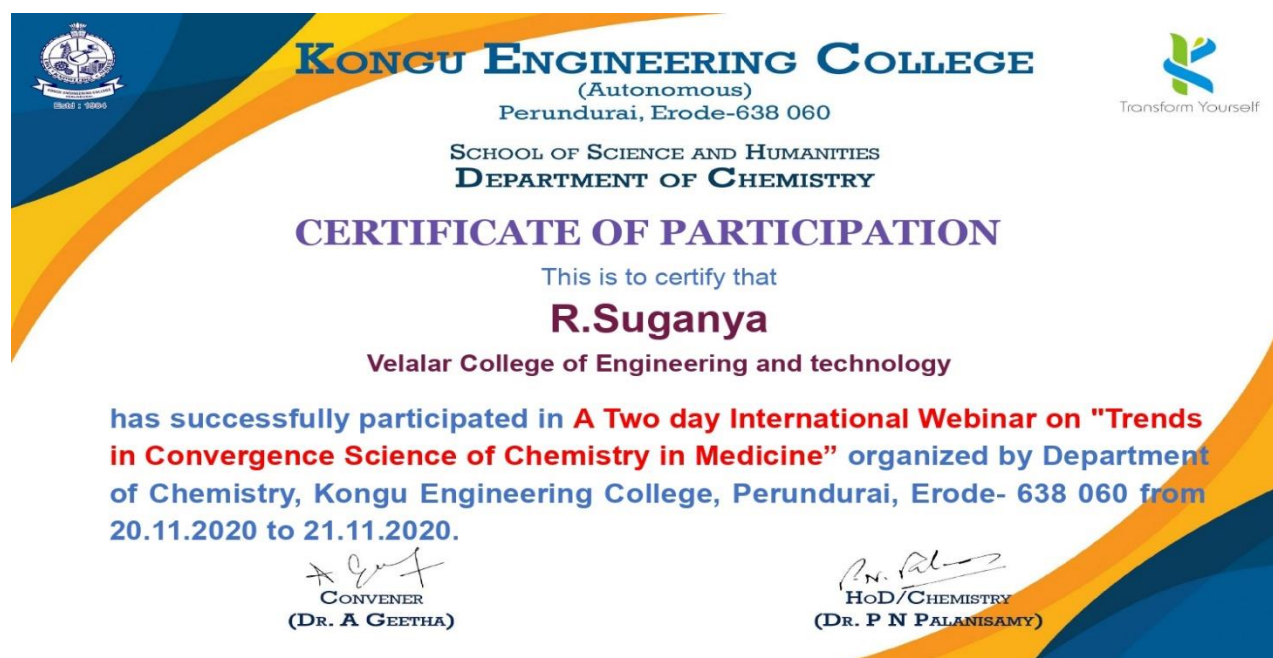 KONGU ENGINEERING COLLEGE
(Autonomous)
Perundurai, Erode-638 060
Estd : 1984
Transform Yourself
SCHOOL OF SCIENCE AND HUMANITIES
DEPARTMENT OF CHEMISTRY
CERTIFICATE OF PARTICIPATION
This is to certify that
R.Suganya
Velalar College of Engineering and technology
has successfully participated in A Two day International Webinar on "Trends
in Convergence Science of Chemistry in Medicine” organized by Department
of Chemistry, Kongu Engineering College, Perundurai, Erode- 638 060 from
20.11.2020 to 21.11.2020.
CONVENER
(DR. A GEETHA)
HOD/CHEMISTRY
(DR. P N PALANISAMY)